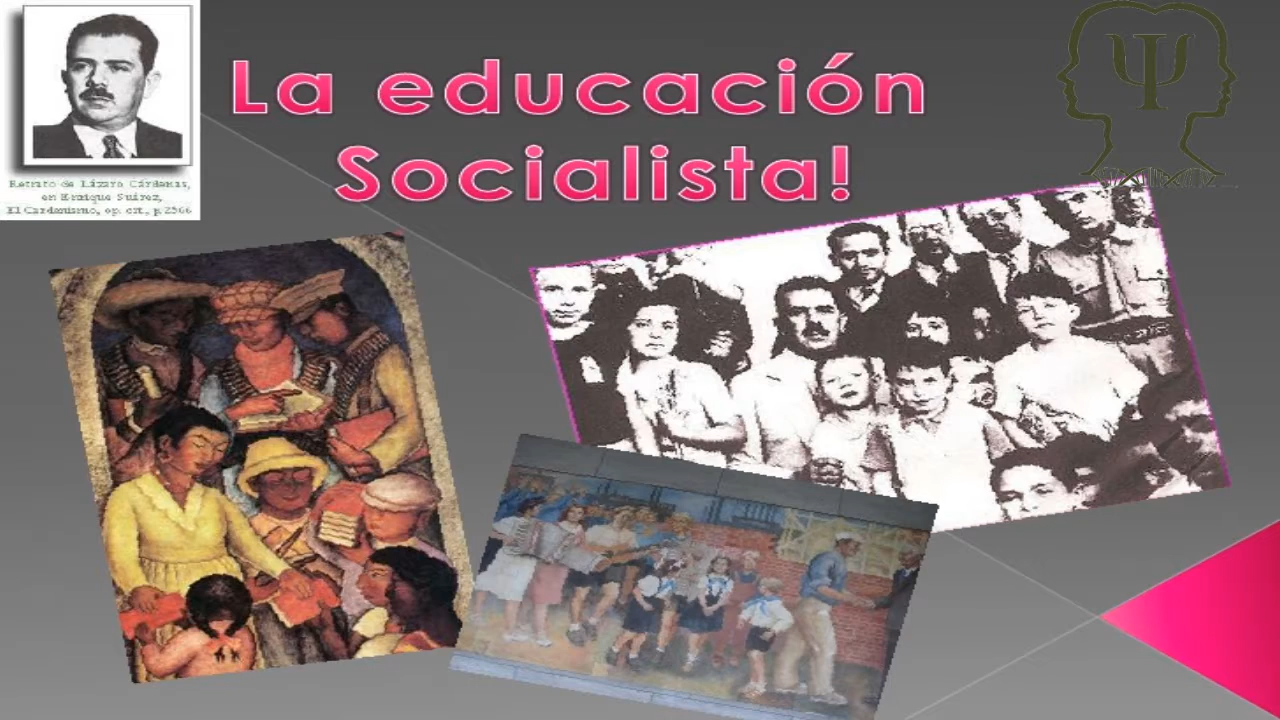 La educación
Socialista!
Retrato de Lázaro Cárdenas,
en Enrique Suárez,
El Cardenismo, op. cit., p.2566
Ψ